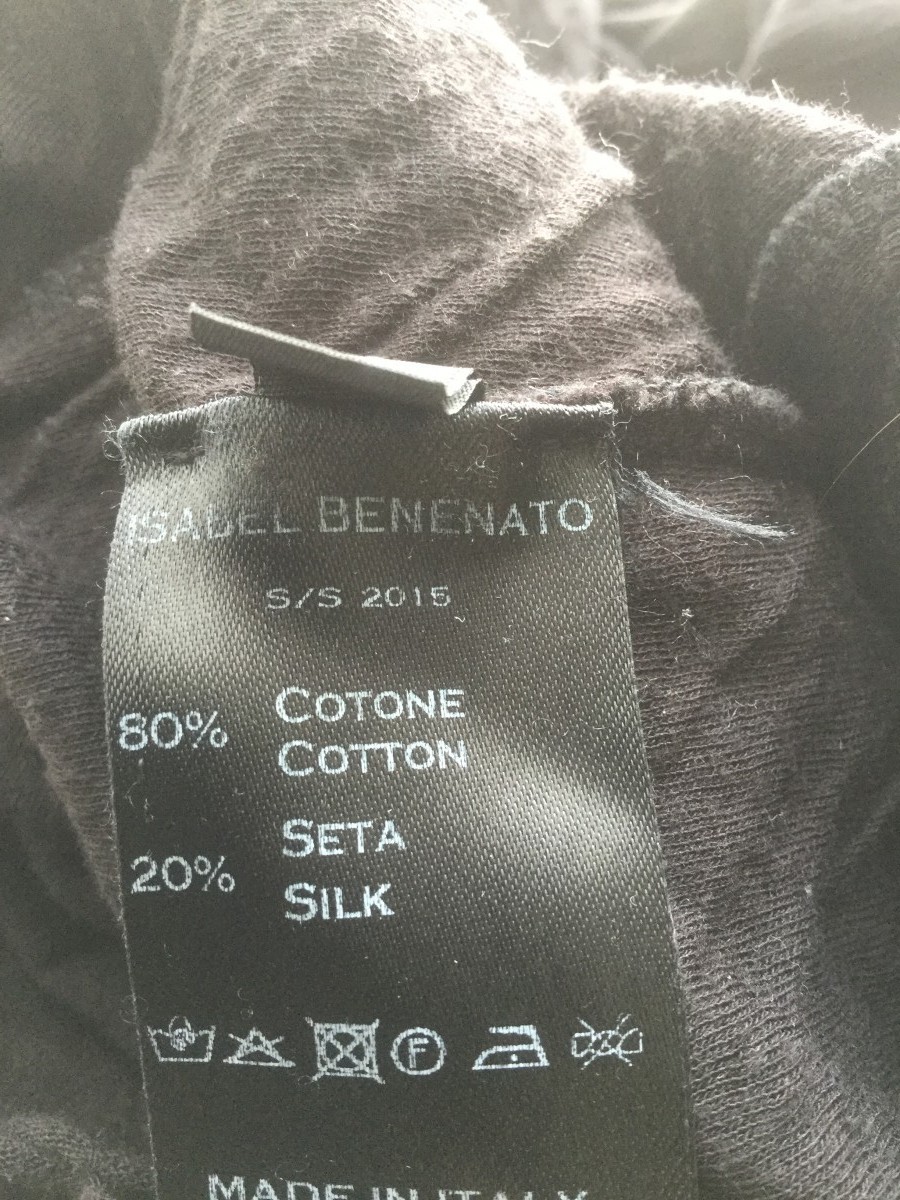 ISABEL BENENATO
S/S 2015
80% COTONE
COTTON
20% SETA
SILK
F
MADE IN ITALY